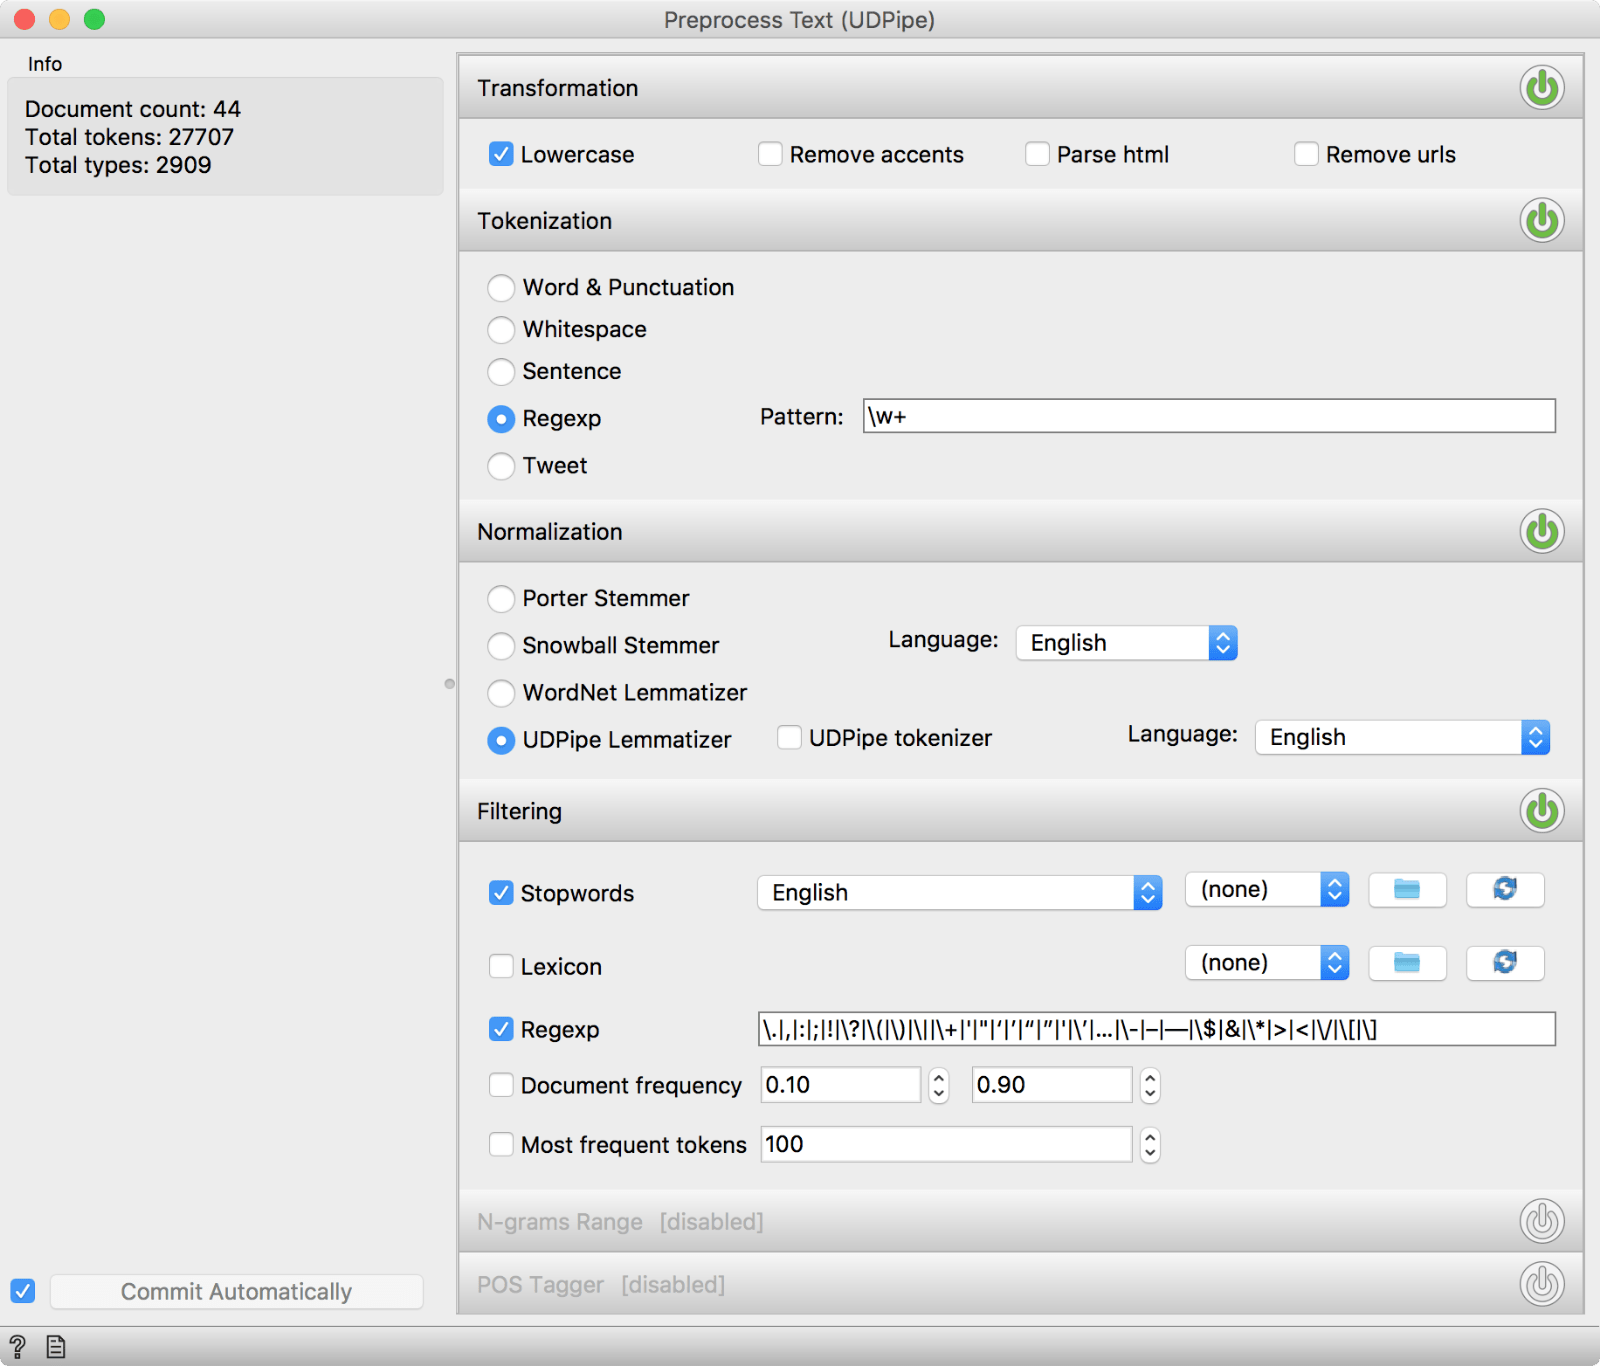 Preprocess Text (UDPipe)
Info
Document count: 44
Total tokens: 27707
Total types: 2909
Transformation
Lowercase Remove accents Parse html Remove urls
Tokenization
Word & Punctuation
Whitespace
Sentence
Regexp Pattern: \w+
Tweet
Normalization
Porter Stemmer
Snowball Stemmer Language: English
WordNet Lemmatizer
UDPipe Lemmatizer UDPipe tokenizer Language: English
Filtering
Stopwords English (none)
Lexicon (none)
Regexp \.|,|:|;|!|\?|\(|\)|\||\+|'|"|‘|’|“|”|'|\’|…|\-|–|—|\$|&|\*|>|<|\/|\[|\]
Document frequency 0.10 0.90
Most frequent tokens 100
N-grams Range [disabled]
POS Tagger [disabled]
Commit Automatically